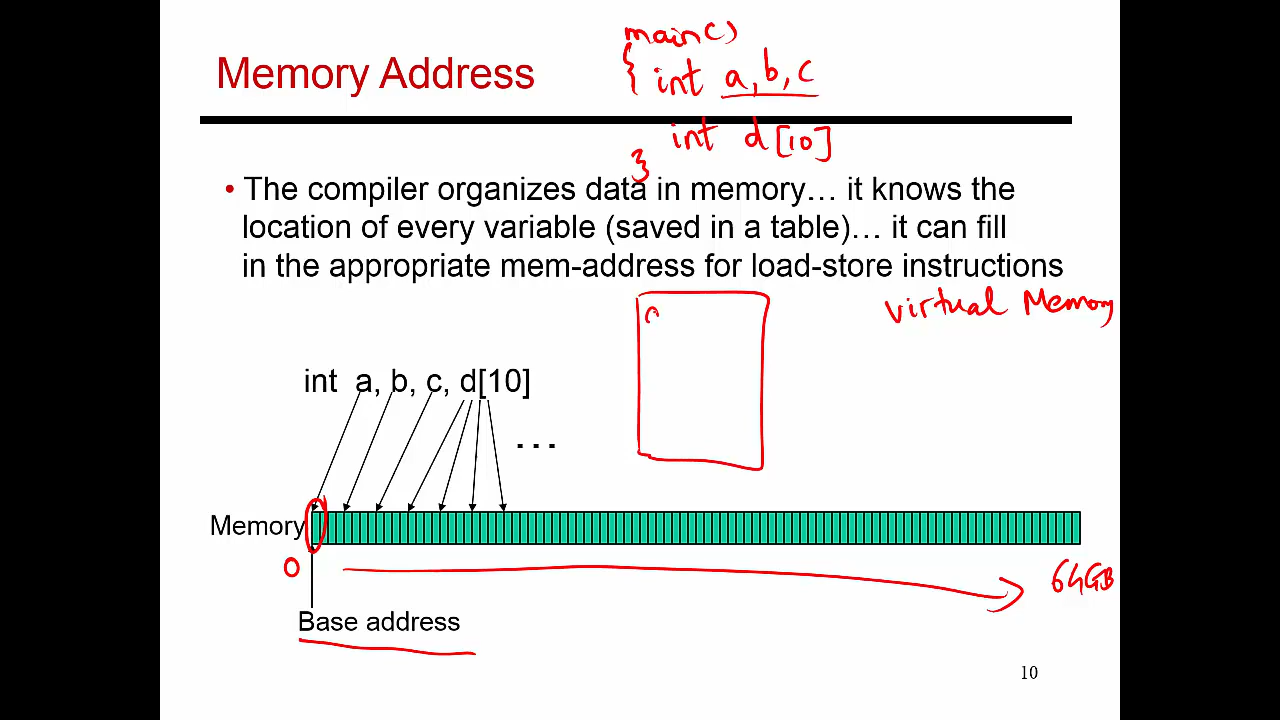 main()
Memory Address
{ int a, b, c
int d[10]
}
• The compiler organizes data in memory… it knows the
location of every variable (saved in a table)… it can fill
in the appropriate mem-address for load-store instructions
virtual Memory
int a, b, c, d[10]
…
Memory
0
64GB
Base address
10